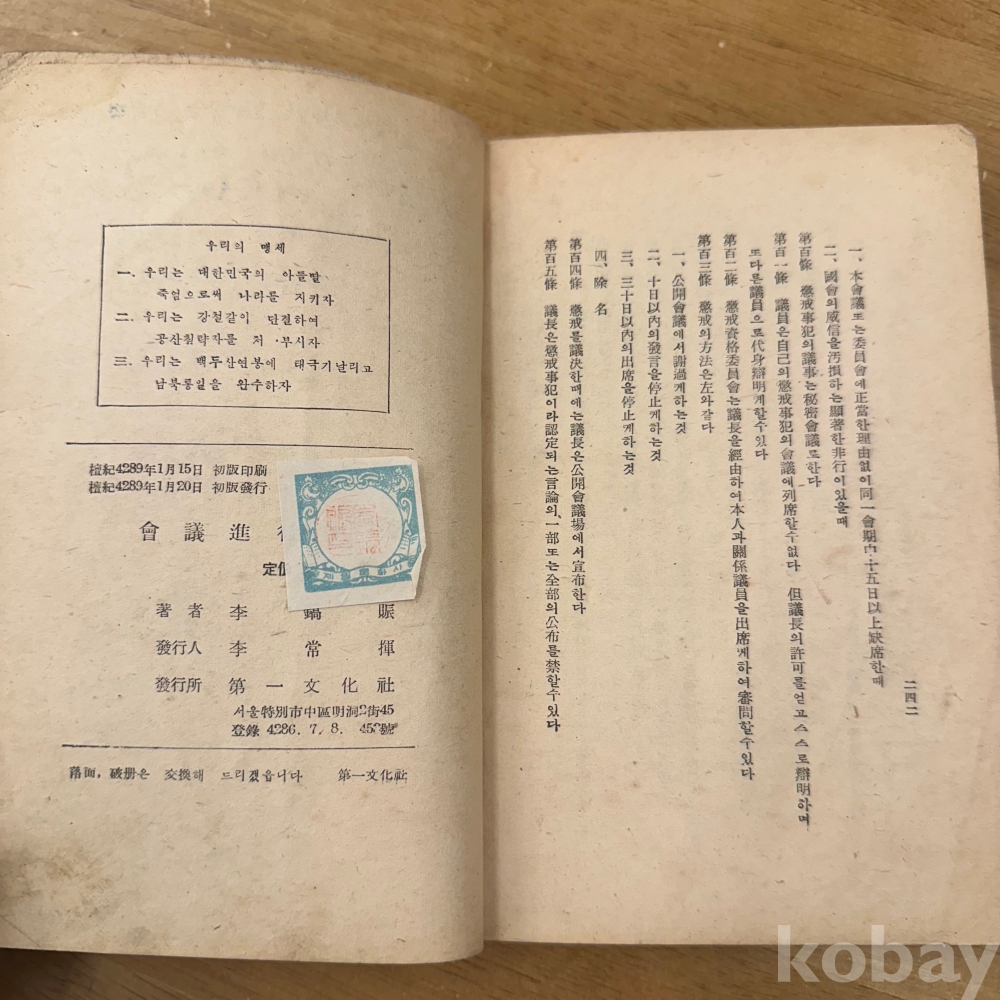 우리의 맹세
一. 우리는 대한민국의 아들딸
죽엄으로써 나라를 지키자
二. 우리는 강철같이 단결하여
공산침략자를 처부시자
三. 우리는 백두산연봉에 태극기날리고
남북통일을 완수하자
檀紀4289年1月15日 初版印刷
檀紀4289年1月20日 初版發行
會議進
定價
著者 李 賑
發行人 李常揮
發行所 第一文化社
서울特別市中區明洞2街45
登錄 4286.7.8. 452號
落面, 破册은 交換해 드리겠읍니다 第一文化社
一、本會議또는委員會에正當한理由없이同一會期内十五日以上缺席한때
二、國會의威信을汚損하는顯著한非行이있을때
第百條 懲戒事犯의議事는秘密會議로한다
第百一條 議員은自己의懲戒事犯의會議에列席할수없다 但議長의許可를얻고스스로辯明하며
또다른議員으로代身辯明게할수있다
第百二條 懲戒資格委員會는議長을經由하여本人과關係議員을出席게하여審問할수있다
第百三條 懲戒의方法은左와같다
一、公開會議에서謝過게하는것
二、十日以內의發言을停止게하는것
三、三十日以內의出席을停止게하는것
四、除名
第百四條 懲戒를議決한때에는議長은公開會議場에서宣布한다
第百五條 議長은懲戒事犯이라認定되는言論의一部또는全部의公布를禁할수있다
二四二
kobay